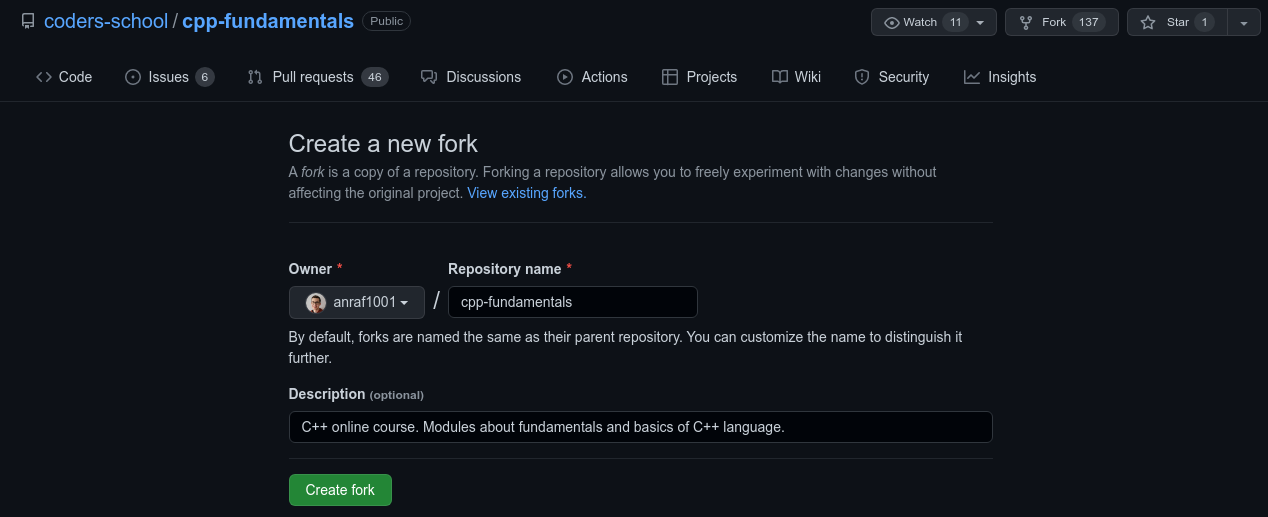 coders-school / cpp-fundamentals Public
Watch 11 Fork 137 Star 1
Code Issues 6 Pull requests 46 Discussions Actions Projects Wiki Security Insights
Create a new fork
A fork is a copy of a repository. Forking a repository allows you to freely experiment with changes without
affecting the original project. View existing forks.
Owner * Repository name *
anraf1001 / cpp-fundamentals
By default, forks are named the same as their parent repository. You can customize the name to distinguish it
further.
Description (optional)
C++ online course. Modules about fundamentals and basics of C++ language.
Create fork